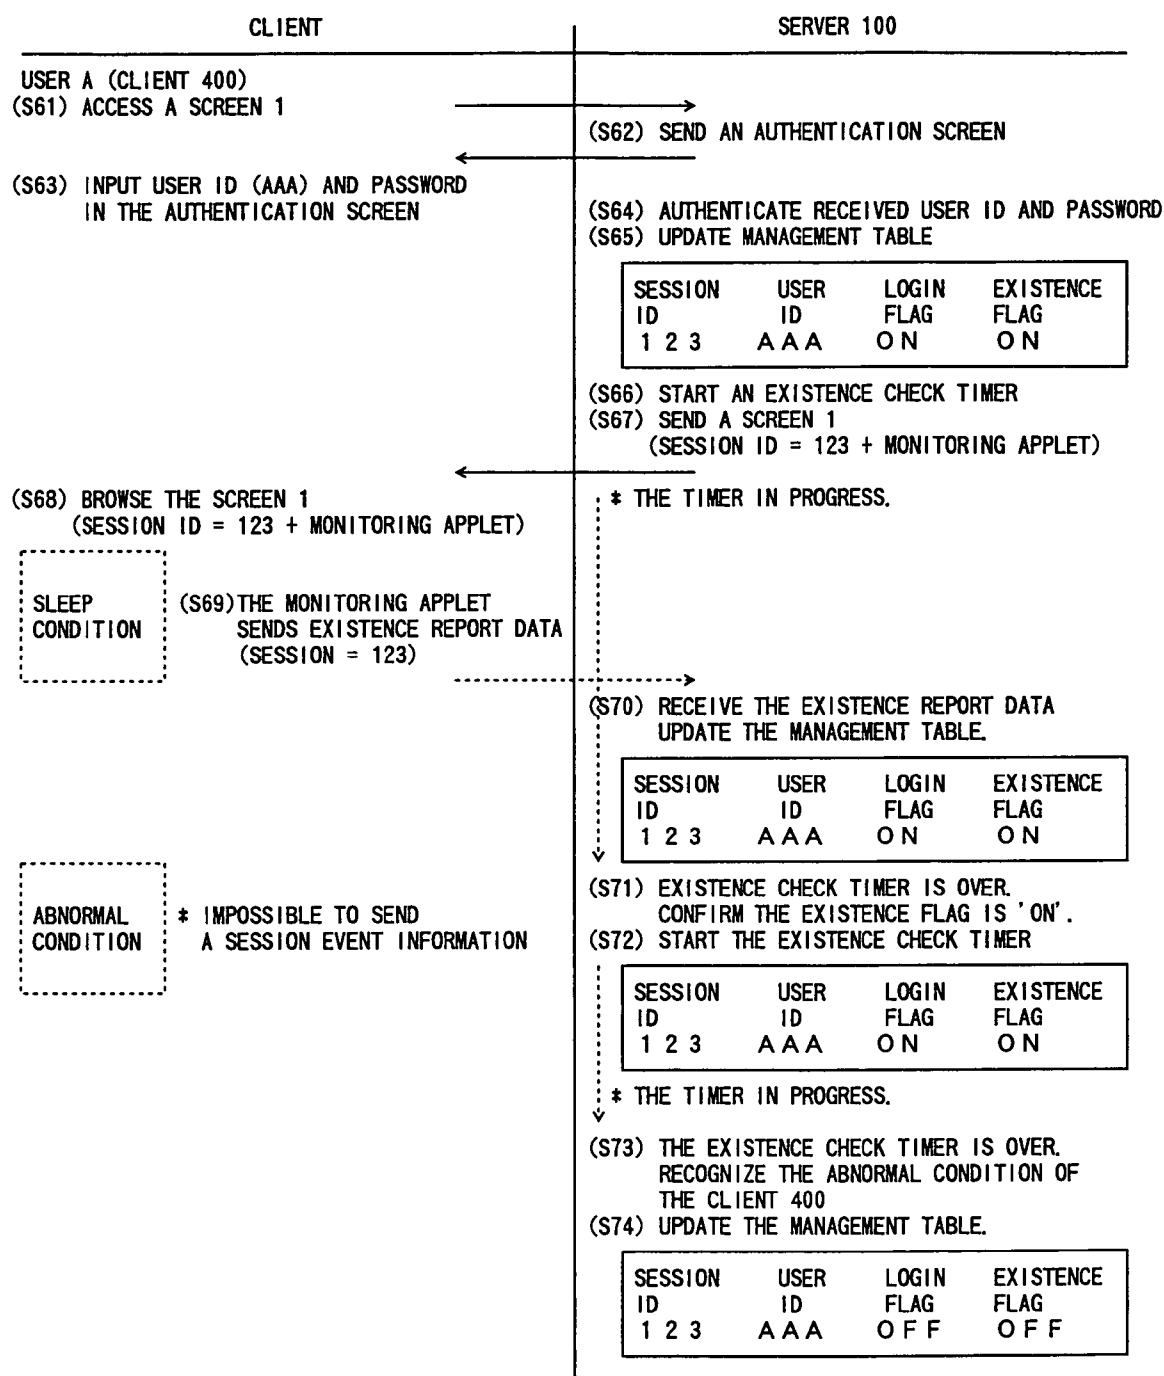 CLIENT SERVER 100
USER A (CLIENT 400)
(S61) ACCESS A SCREEN 1
(S62) SEND AN AUTHENTICATION SCREEN
(S63) INPUT USER ID (AAA) AND PASSWORD
IN THE AUTHENTICATION SCREEN
(S64) AUTHENTICATE RECEIVED USER ID AND PASSWORD
(S65) UPDATE MANAGEMENT TABLE
SESSION USER LOGIN EXISTENCE
ID ID FLAG FLAG
1 2 3 AAA ON ON
(S66) START AN EXISTENCE CHECK TIMER
(S67) SEND A SCREEN 1
(SESSION ID = 123 + MONITORING APPLET)
(S68) BROWSE THE SCREEN 1
(SESSION ID = 123 + MONITORING APPLET)
* THE TIMER IN PROGRESS.
SLEEP
CONDITION
(S69)THE MONITORING APPLET
SENDS EXISTENCE REPORT DATA
(SESSION = 123)
(S70) RECEIVE THE EXISTENCE REPORT DATA
UPDATE THE MANAGEMENT TABLE.
SESSION USER LOGIN EXISTENCE
ID ID FLAG FLAG
1 2 3 AAA ON ON
ABNORMAL
CONDITION
* IMPOSSIBLE TO SEND
A SESSION EVENT INFORMATION
(S71) EXISTENCE CHECK TIMER IS OVER.
CONFIRM THE EXISTENCE FLAG IS 'ON'.
(S72) START THE EXISTENCE CHECK TIMER
SESSION USER LOGIN EXISTENCE
ID ID FLAG FLAG
1 2 3 AAA ON ON
* THE TIMER IN PROGRESS.
(S73) THE EXISTENCE CHECK TIMER IS OVER.
RECOGNIZE THE ABNORMAL CONDITION OF
THE CLIENT 400
(S74) UPDATE THE MANAGEMENT TABLE.
SESSION USER LOGIN EXISTENCE
ID ID FLAG FLAG
1 2 3 AAA OFF OFF